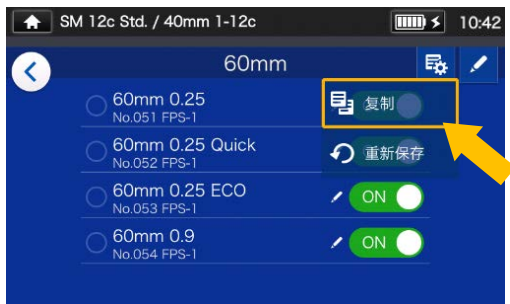 SM 12c Std. / 40mm 1-12c 10:42
60mm
60mm 0.25 复制
No.051 FPS-1
60mm 0.25 Quick 重新保存
No.052 FPS-1
60mm 0.25 ECO ON
No.053 FPS-1
60mm 0.9 ON
No.054 FPS-1